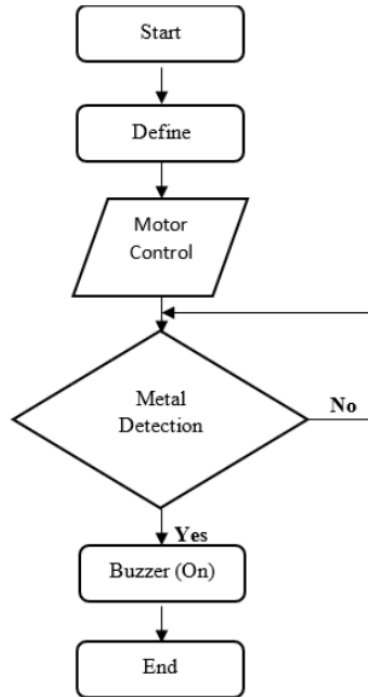 Start
Define
Motor
Control
Metal
Detection
No
Yes
Buzzer (On)
End